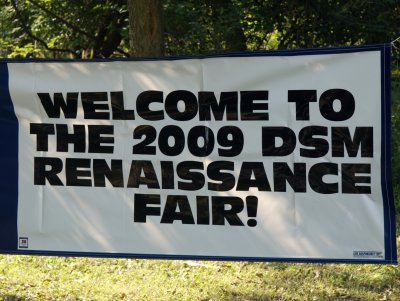 WELCOME TO
THE 2009 DSM
RENAISSANCE
FAIR!